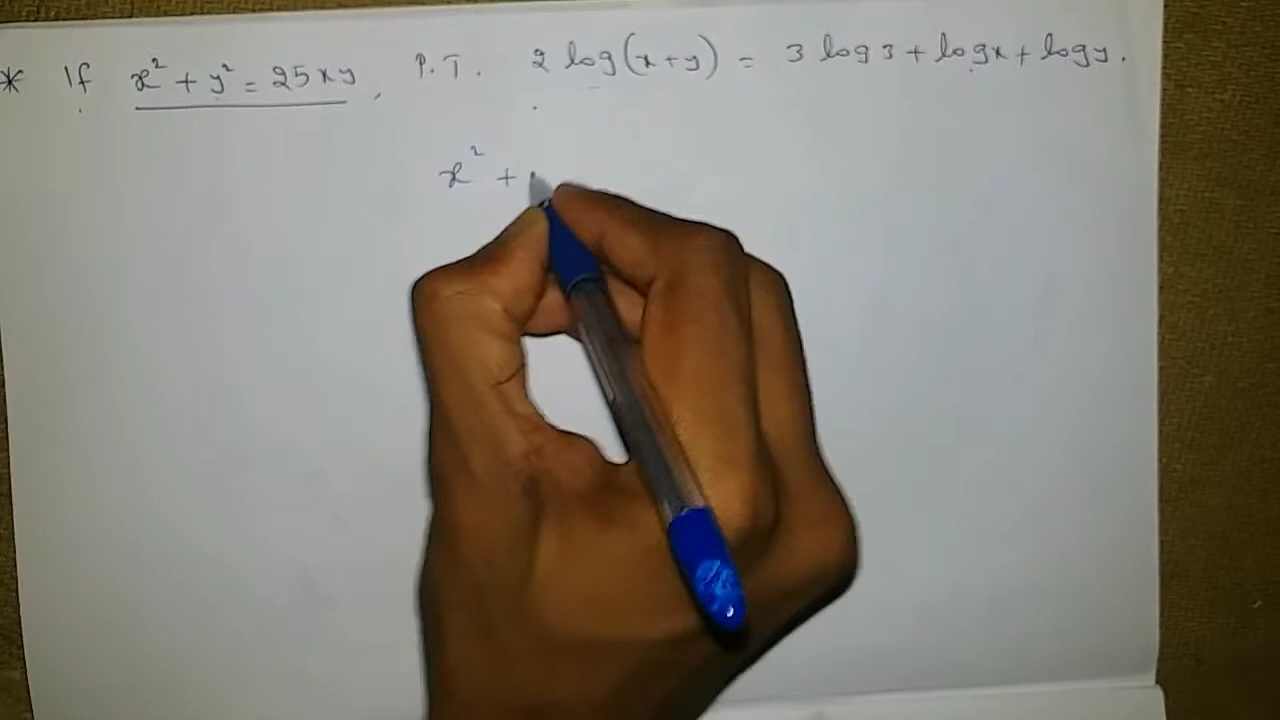 * If x² + y² = 25xy, P.T. 2 log(x+y) = 3 log 3 + log x + log y.
x² +